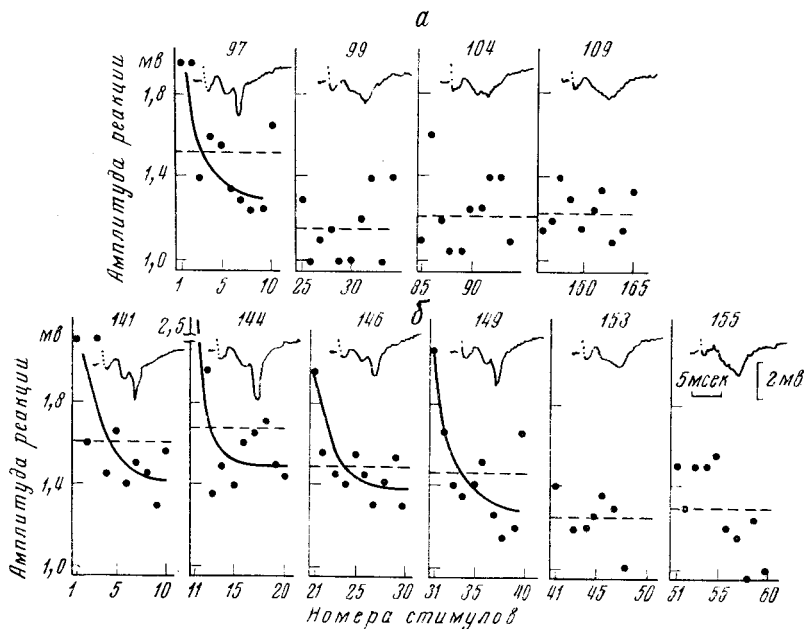 а
97 99 104 109
мв
1,8
1,4
1,0
Амплитуда реакции
1 5 10 25 30 85 90 160 165
б
141 2,5 144 146 149 153 155
мв
1,8
1,4
1,0
Амплитуда реакции
5мсек 2мв
1 5 10 11 15 20 21 25 30 31 35 40 41 45 50 51 55 60
Номера стимулов